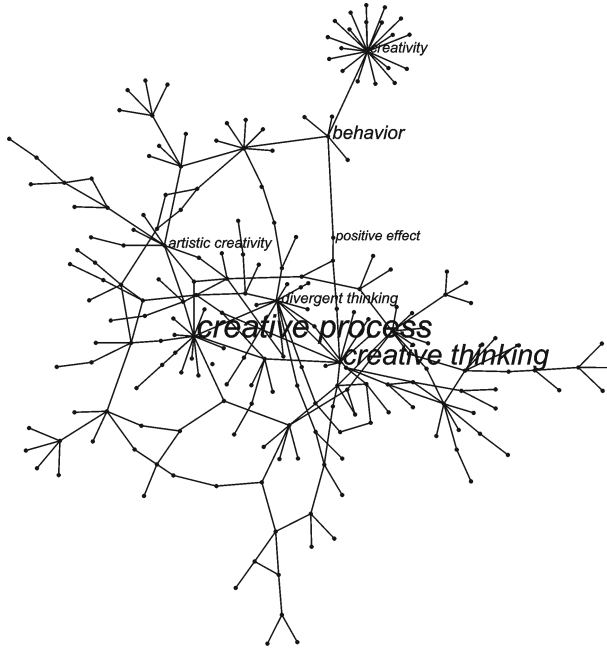 creativity
behavior
positive effect
artistic creativity
divergent thinking
creative process
creative thinking